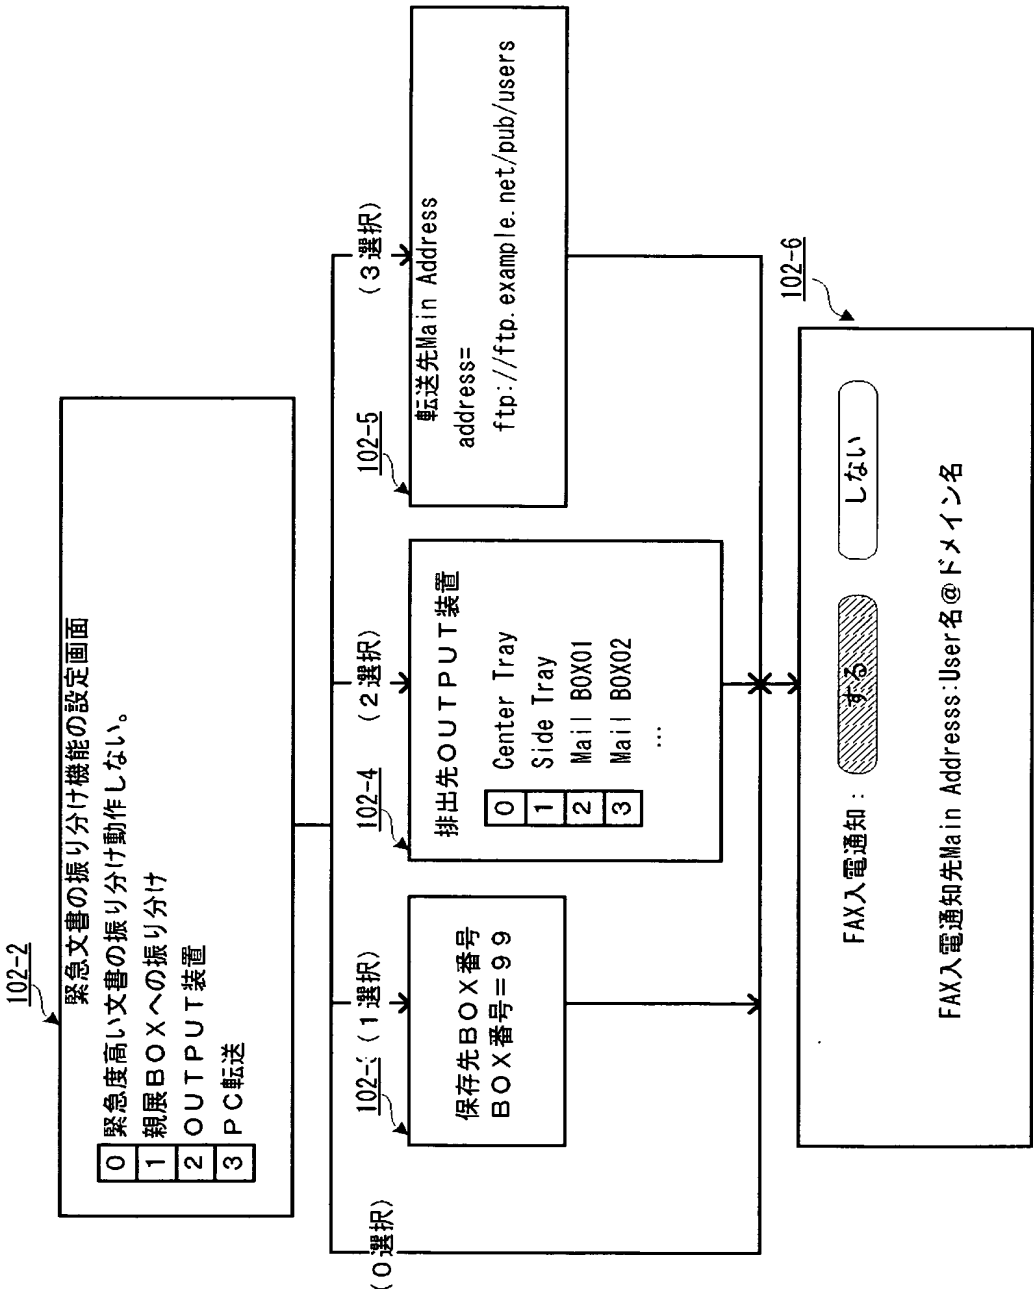 102-2
緊急文書の振り分け機能の設定画面
0 緊急度高い文書の振り分け動作しない。
1 親展BOXへの振り分け
2 OUTPUT装置
3 PC転送
(0選択)
(1選択)
(2選択)
(3選択)
保存先BOX番号
BOX番号=99
102-4
排出先OUTPUT装置
0 Center Tray
1 Side Tray
2 Mail BOX01
3 Mail BOX02
...
102-5
転送先Main Address
address=
ftp://ftp.example.net/pub/users
102-6
FAX入電通知: する しない
FAX入電通知先Main Addresss:User名@ドメイン名